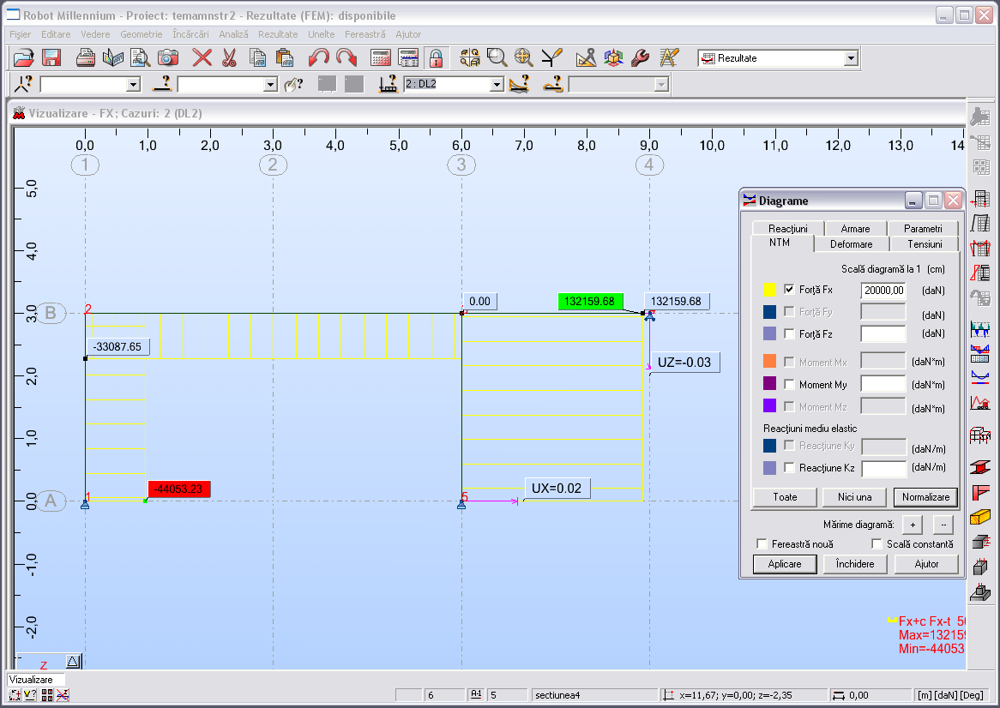 Robot Millennium - Proiect: temamnstr2 - Rezultate (FEM): disponibile
Fişier Editare Vedere Geometrie Încărcări Analiză Rezultate Unelte Fereastră Ajutor
Rezultate
2 : DL2
Vizualizare - FX; Cazuri: 2 (DL2)
0,0 1,0 2,0 3,0 4,0 5,0 6,0 7,0 8,0 9,0 10,0 11,0 12,0 13,0 14
1 2 3 4
5,0
4,0
3,0
2,0
1,0
0,0
-1,0
-2,0
B
A
2
0.00
132159.68
132159.68
-33087.65
UZ=-0.03
1
-44053.23
5
UX=0.02
Diagrame
Reacţiuni Armare Parametri
NTM Deformare Tensiuni
Scală diagramă la 1 (cm)
Forţă Fx 20000,00 (daN)
Forţă Fy (daN)
Forţă Fz (daN)
Moment Mx (daN*m)
Moment My (daN*m)
Moment Mz (daN*m)
Reacţiuni mediu elastic
Reacţiune Ky (daN/m)
Reacţiune Kz (daN/m)
Toate Nici una Normalizare
Mărime diagramă: + --
Fereastră nouă Scală constantă
Aplicare Închidere Ajutor
Fx+c Fx-t
Max=13215
Min=-44053
Z
Vizualizare
6 5 sectiunea4 x=11,67; y=0,00; z=-2,35 0,00 [m] [daN] [Deg]